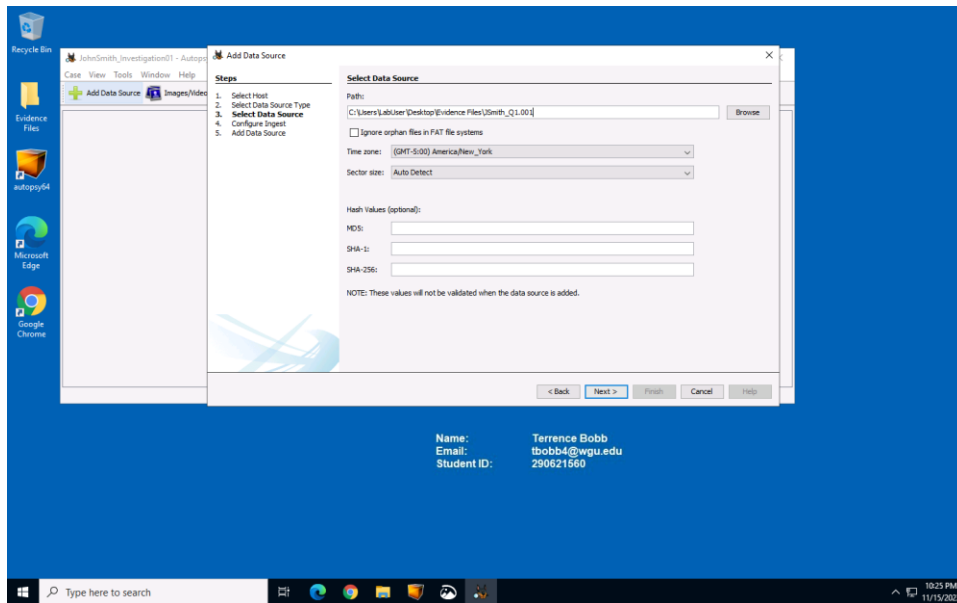 Recycle Bin
Evidence
Files
autopsy64
Microsoft
Edge
Google
Chrome
JohnSmith_Investigation01 - Autops
Case View Tools Window Help
Add Data Source Images/Video
Add Data Source
Steps
1. Select Host
2. Select Data Source Type
3. Select Data Source
4. Configure Ingest
5. Add Data Source
Select Data Source
Path:
C:\Users\LabUser\Desktop\Evidence Files\JSmith_Q1.001
Browse
Ignore orphan files in FAT file systems
Time zone: (GMT-5:00) America/New_York
Sector size: Auto Detect
Hash Values (optional):
MD5:
SHA-1:
SHA-256:
NOTE: These values will not be validated when the data source is added.
< Back Next > Finish Cancel Help
Name: Terrence Bobb
Email: tbobb4@wgu.edu
Student ID: 290621560
Type here to search
10:25 PM
11/15/202